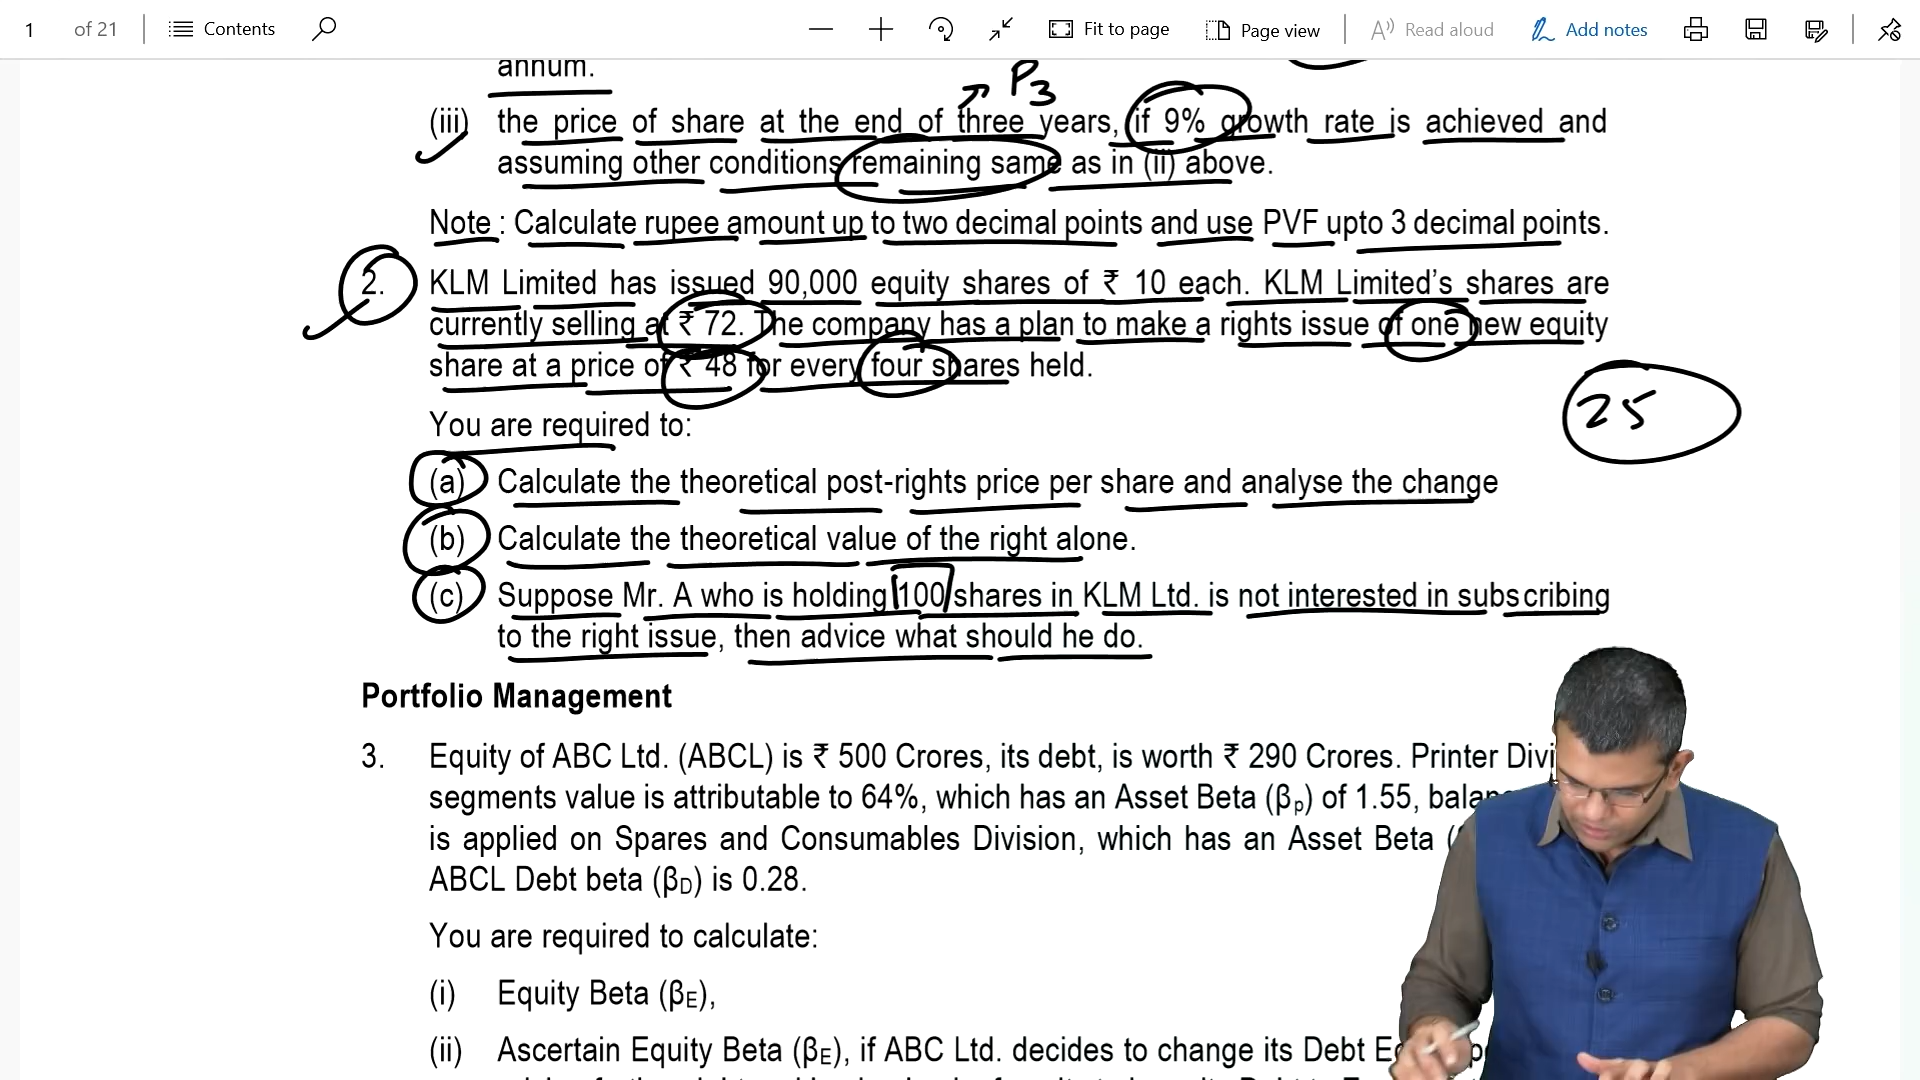 1 of 21 Contents Fit to page Page view Read aloud Add notes
annum.
P3
(iii) the price of share at the end of three years, if 9% growth rate is achieved and
assuming other conditions remaining same as in (ii) above.
Note : Calculate rupee amount up to two decimal points and use PVF upto 3 decimal points.
2. KLM Limited has issued 90,000 equity shares of ₹ 10 each. KLM Limited's shares are
currently selling at ₹ 72. The company has a plan to make a rights issue of one new equity
share at a price of ₹ 48 for every four shares held.
25
You are required to:
(a) Calculate the theoretical post-rights price per share and analyse the change
(b) Calculate the theoretical value of the right alone.
(c) Suppose Mr. A who is holding 100 shares in KLM Ltd. is not interested in subscribing
to the right issue, then advice what should he do.
Portfolio Management
3. Equity of ABC Ltd. (ABCL) is ₹ 500 Crores, its debt, is worth ₹ 290 Crores. Printer Divi
segments value is attributable to 64%, which has an Asset Beta (βp) of 1.55, balan
is applied on Spares and Consumables Division, which has an Asset Beta (
ABCL Debt beta (βD) is 0.28.
You are required to calculate:
(i) Equity Beta (βE),
(ii) Ascertain Equity Beta (βE), if ABC Ltd. decides to change its Debt